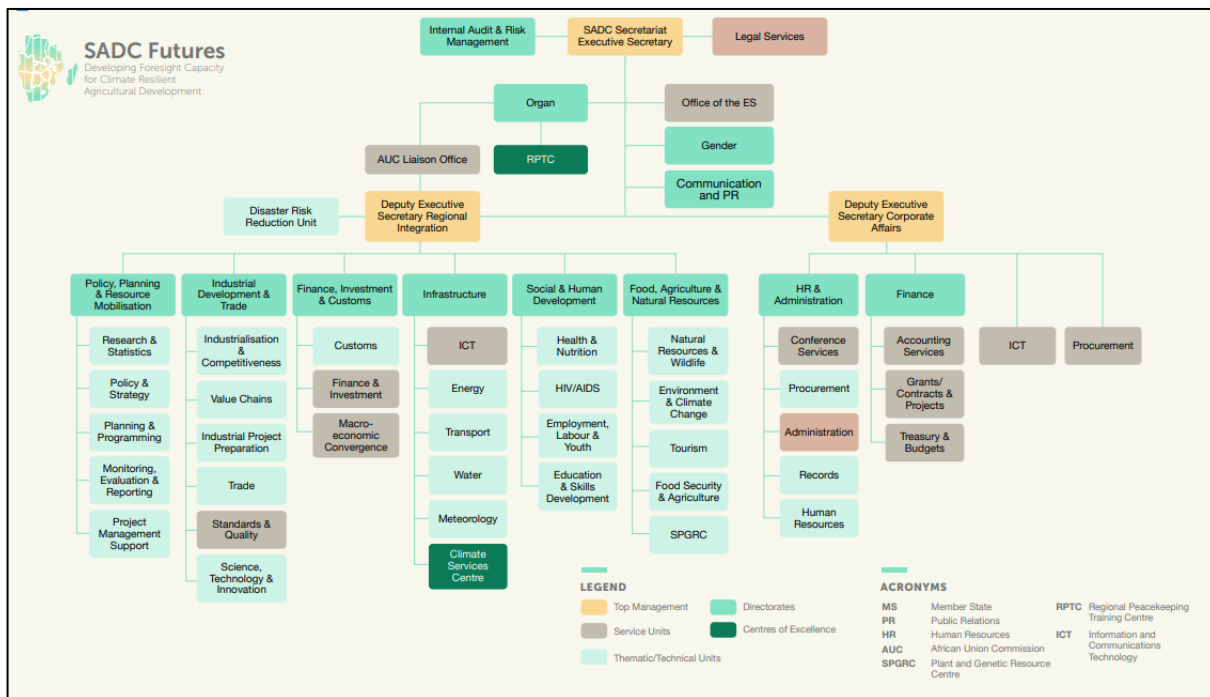 SADC Futures
Developing Foresight Capacity
for Climate Resilient
Agricultural Development
Internal Audit & Risk
Management
SADC Secretariat
Executive Secretary
Legal Services
Organ
Office of the ES
AUC Liaison Office
RPTC
Gender
Communication
and PR
Disaster Risk
Reduction Unit
Deputy Executive
Secretary Regional
Integration
Deputy Executive
Secretary Corporate
Affairs
Policy, Planning
& Resource
Mobilisation
Research &
Statistics
Policy &
Strategy
Planning &
Programming
Monitoring,
Evaluation &
Reporting
Project
Management
Support
Industrial
Development &
Trade
Industrialisation
&
Competitiveness
Value Chains
Industrial Project
Preparation
Trade
Standards &
Quality
Science,
Technology &
Innovation
Finance, Investment
& Customs
Customs
Finance &
Investment
Macro-
economic
Convergence
Infrastructure
ICT
Energy
Transport
Water
Meteorology
Climate
Services
Centre
Social & Human
Development
Health &
Nutrition
HIV/AIDS
Employment,
Labour &
Youth
Education
& Skills
Development
Food, Agriculture &
Natural Resources
Natural
Resources &
Wildlife
Environment
& Climate
Change
Tourism
Food Security
& Agriculture
SPGRC
HR &
Administration
Conference
Services
Procurement
Administration
Records
Human
Resources
Finance
Accounting
Services
Grants/
Contracts &
Projects
Treasury &
Budgets
ICT
Procurement
LEGEND
Top Management
Directorates
Service Units
Centres of Excellence
Thematic/Technical Units
ACRONYMS
MS Member State
PR Public Relations
HR Human Resources
AUC African Union Commission
SPGRC Plant and Genetic Resource
Centre
RPTC Regional Peacekeeping
Training Centre
ICT Information and
Communications
Technology